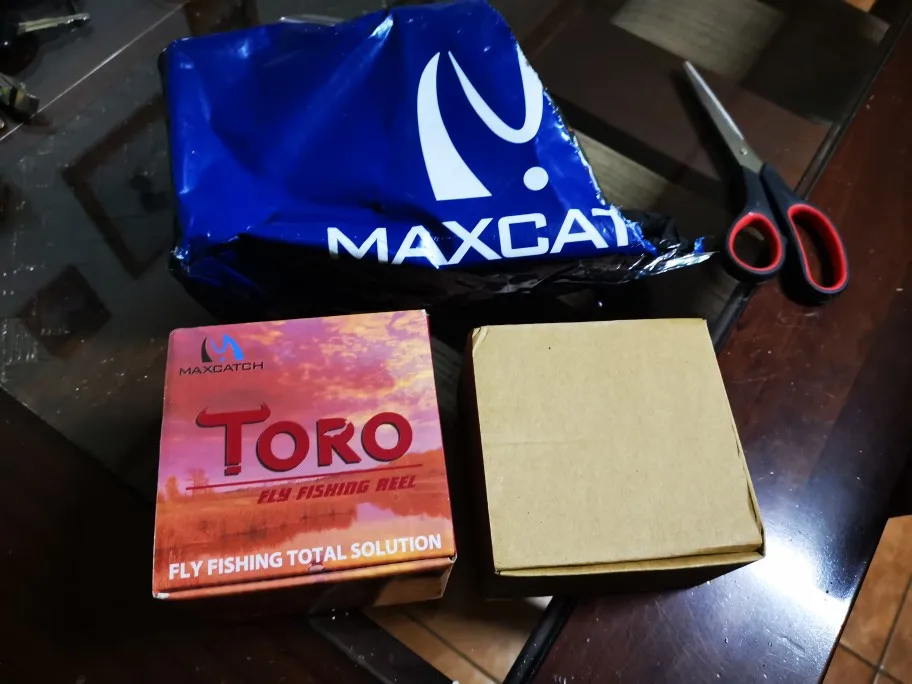 MAXCAT
MAXCATCH
TORO
FLY FISHING REEL
FLY FISHING TOTAL SOLUTION